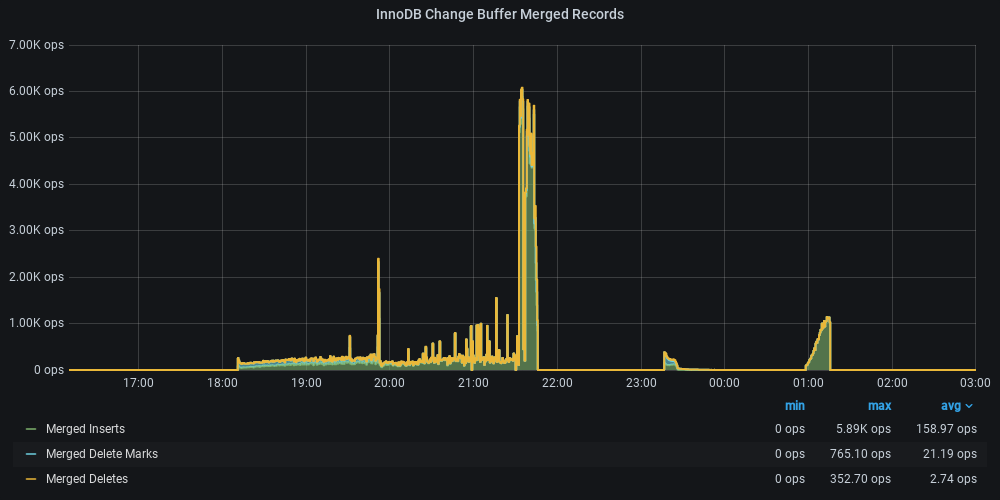 InnoDB Change Buffer Merged Records
7.00K ops
6.00K ops
5.00K ops
4.00K ops
3.00K ops
2.00K ops
1.00K ops
0 ops
17:00 18:00 19:00 20:00 21:00 22:00 23:00 00:00 01:00 02:00 03:00
min max avg
Merged Inserts 0 ops 5.89K ops 158.97 ops
Merged Delete Marks 0 ops 765.10 ops 21.19 ops
Merged Deletes 0 ops 352.70 ops 2.74 ops